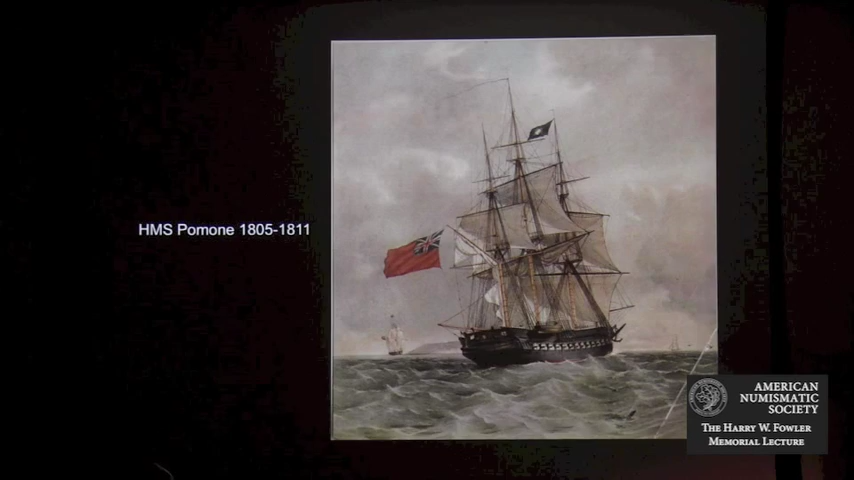 HMS Pomone 1805-1811
AMERICAN
NUMISMATIC
SOCIETY
THE HARRY W. FOWLER
MEMORIAL LECTURE